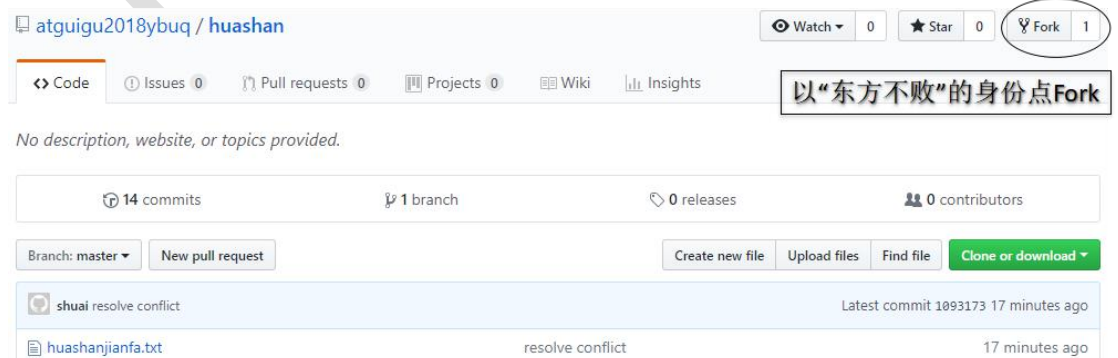 atguigu2018ybuq / huashan Watch 0 Star 0 Fork 1
Code Issues 0 Pull requests 0 Projects 0 Wiki Insights
以“东方不败”的身份点Fork
No description, website, or topics provided.
14 commits 1 branch 0 releases 0 contributors
Branch: master New pull request Create new file Upload files Find file Clone or download
shuai resolve conflict Latest commit 1093173 17 minutes ago
huashanjianfa.txt resolve conflict 17 minutes ago